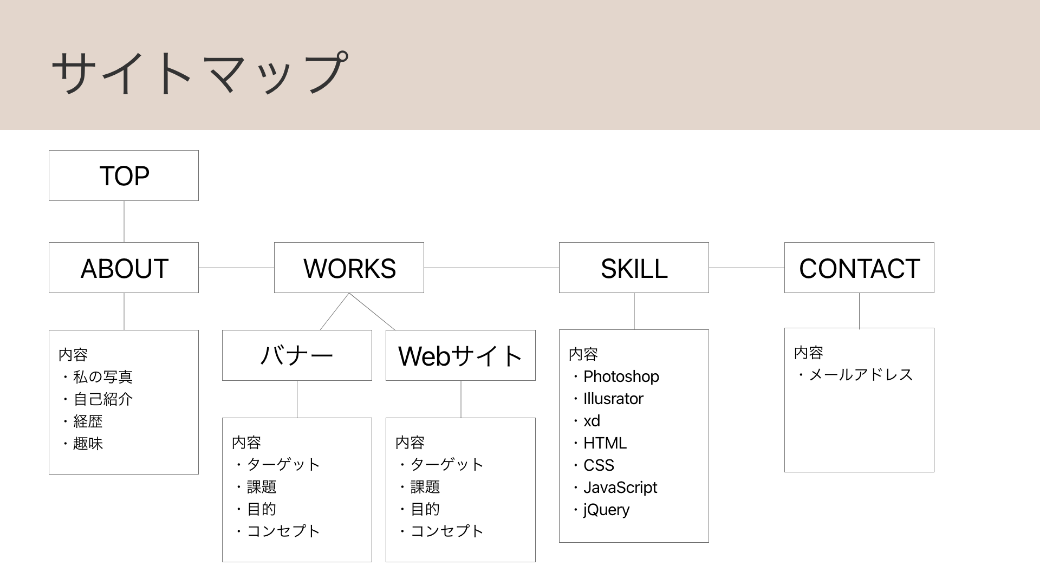 サイトマップ
TOP
ABOUT
WORKS
SKILL
CONTACT
内容
・私の写真
・自己紹介
・経歴
・趣味
バナー
Webサイト
内容
・ターゲット
・課題
・目的
・コンセプト
内容
・ターゲット
・課題
・目的
・コンセプト
内容
・Photoshop
・Illusrator
・xd
・HTML
・CSS
・JavaScript
・jQuery
内容
・メールアドレス